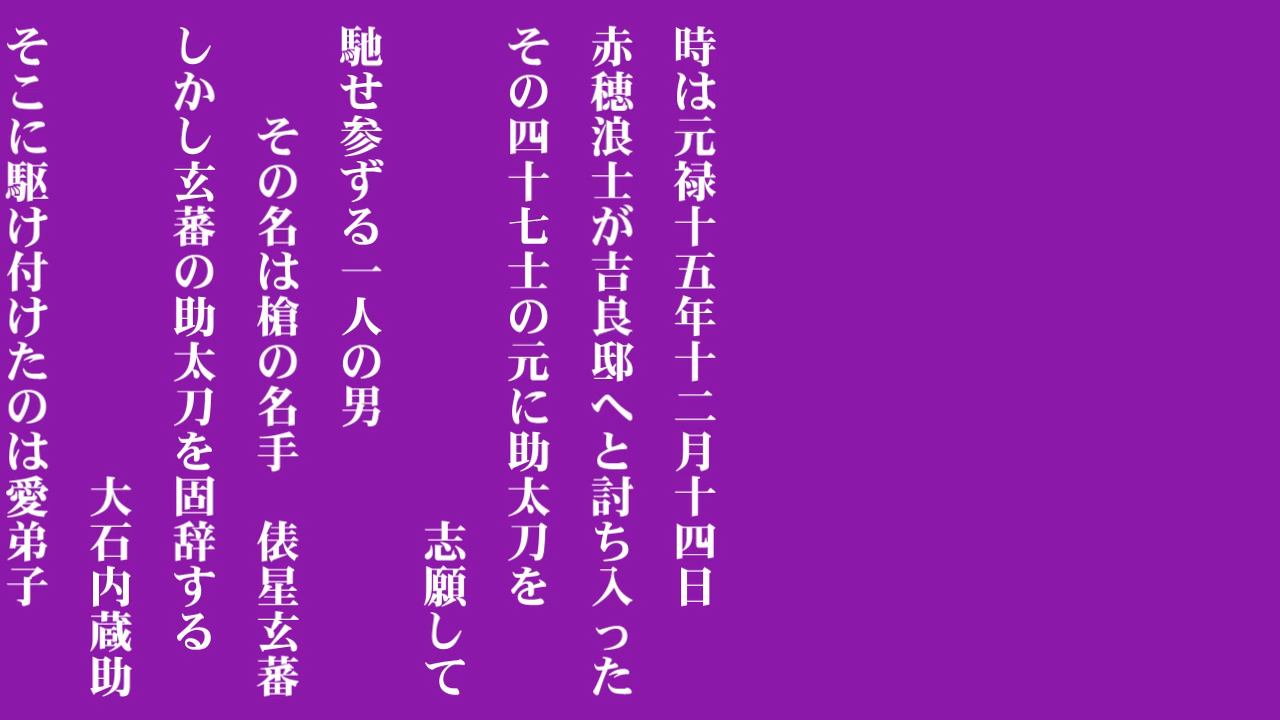 時は元禄十五年十二月十四日
赤穂浪士が吉良邸へと討ち入った
その四十七士の元に助太刀を
志願して
馳せ参ずる一人の男
その名は槍の名手　俵星玄蕃
しかし玄蕃の助太刀を固辞する
大石内蔵助
そこに駆け付けたのは愛弟子